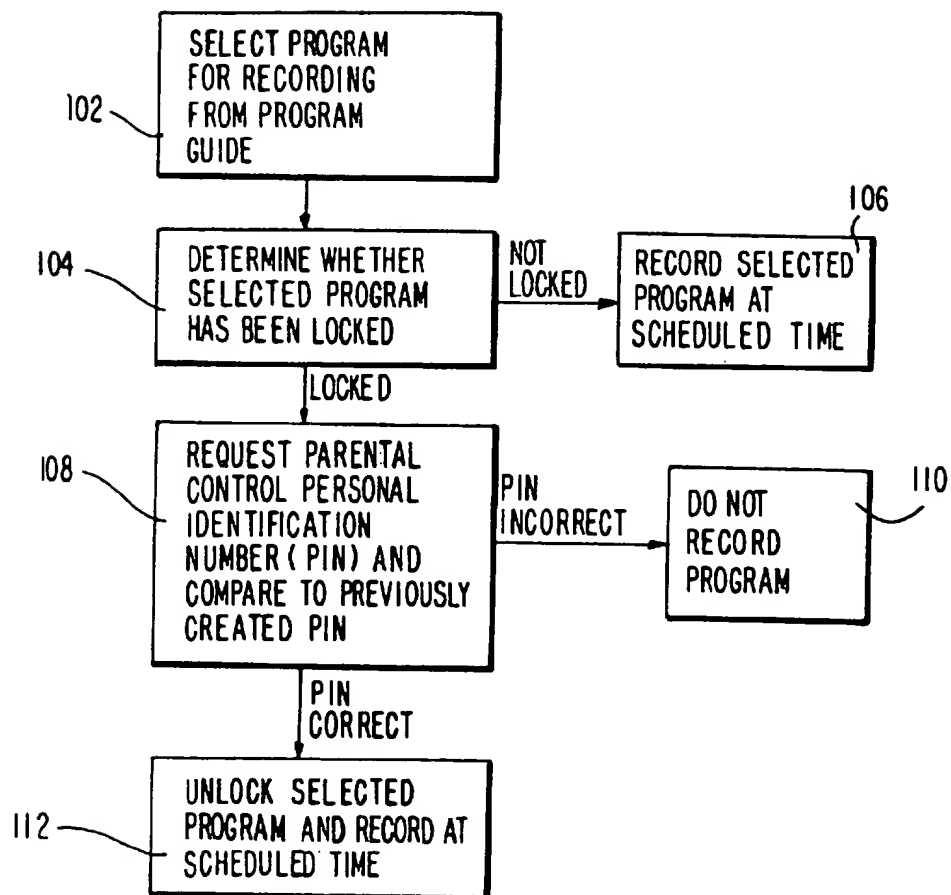 SELECT PROGRAM
FOR RECORDING
FROM PROGRAM
GUIDE
102
DETERMINE WHETHER
SELECTED PROGRAM
HAS BEEN LOCKED
104
NOT
LOCKED
106
RECORD SELECTED
PROGRAM AT
SCHEDULED TIME
LOCKED
108
REQUEST PARENTAL
CONTROL PERSONAL
IDENTIFICATION
NUMBER (PIN) AND
COMPARE TO PREVIOUSLY
CREATED PIN
PIN
INCORRECT
DO NOT
RECORD
PROGRAM
110
PIN
CORRECT
112
UNLOCK SELECTED
PROGRAM AND RECORD AT
SCHEDULED TIME